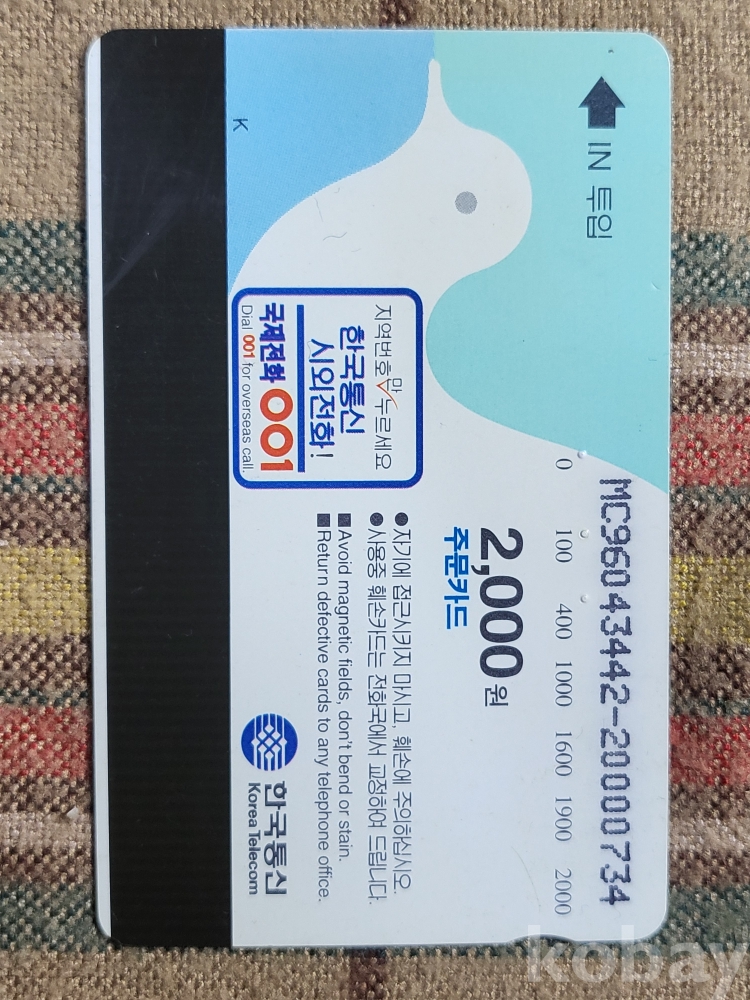 IN 투입
MC96043442-20000734
0 100 400 1000 1600 1900 2000
2,000원
주문카드
K
지역번호만누르세요
한국통신
시외전화!
국제전화 001
Dial 001 for overseas call.
●자기에 접근시키지 마시고, 훼손에 주의하십시오.
●사용중 훼손카드는 전화국에서 교정하여 드립니다.
■Avoid magnetic fields, don't bend or stain.
■Return defective cards to any telephone office.
한국통신
Korea Telecom
kobay